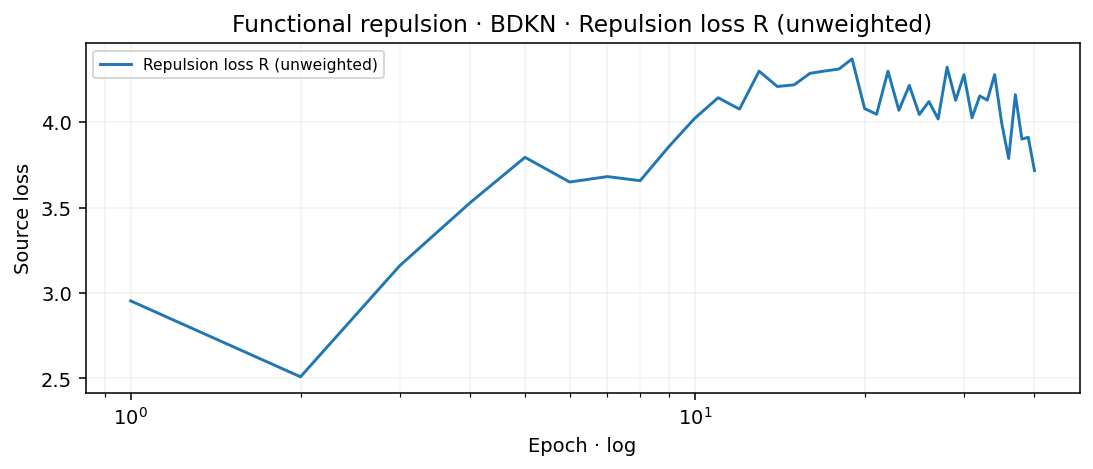 Functional repulsion · BDKN · Repulsion loss R (unweighted)
Repulsion loss R (unweighted)
Source loss
4.0
3.5
3.0
2.5
10⁰
10¹
Epoch · log